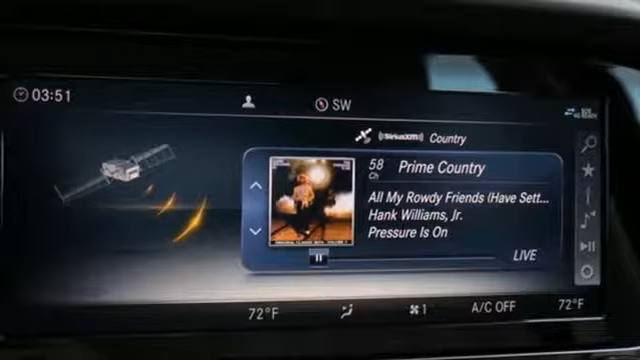 03:51
SW
((SiriusXM)) Country
58 Prime Country
Ch
All My Rowdy Friends (Have Sett...
Hank Williams, Jr.
Pressure Is On
LIVE
72°F
1
A/C OFF
72°F